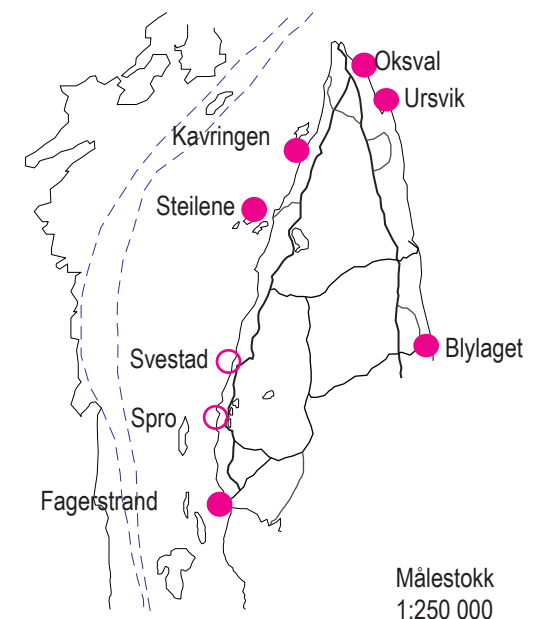 Oksval
Ursvik
Kavringen
Steilene
Svestad
Blylaget
Spro
Fagerstrand
Målestokk
1:250 000